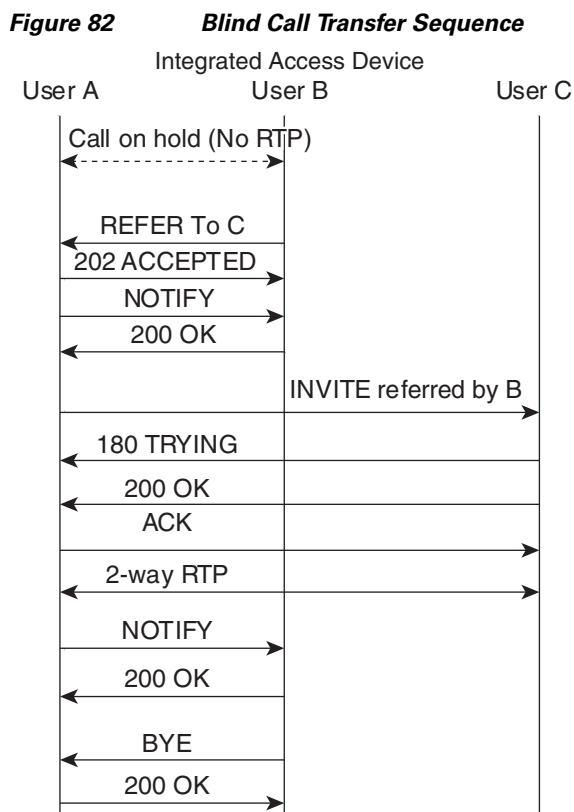 Figure 82 Blind Call Transfer Sequence
Integrated Access Device
User A User B User C
Call on hold (No RTP)
REFER To C
202 ACCEPTED
NOTIFY
200 OK
INVITE referred by B
180 TRYING
200 OK
ACK
2-way RTP
NOTIFY
200 OK
BYE
200 OK